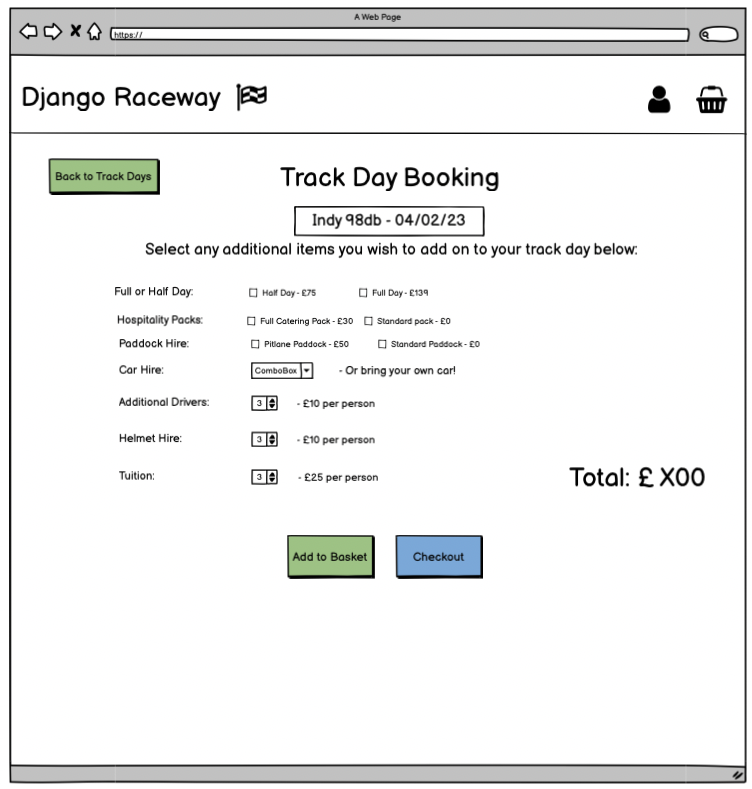 A Web Page
https://
Django Raceway
Back to Track Days
Track Day Booking
Indy 98db - 04/02/23
Select any additional items you wish to add on to your track day below:
Full or Half Day: Half Day - £75 Full Day - £139
Hospitality Packs: Full Catering Pack - £30 Standard pack - £0
Paddock Hire: Pitlane Paddock - £50 Standard Paddock - £0
Car Hire: ComboBox - Or bring your own car!
Additional Drivers: 3 - £10 per person
Helmet Hire: 3 - £10 per person
Tuition: 3 - £25 per person
Total: £ X00
Add to Basket Checkout